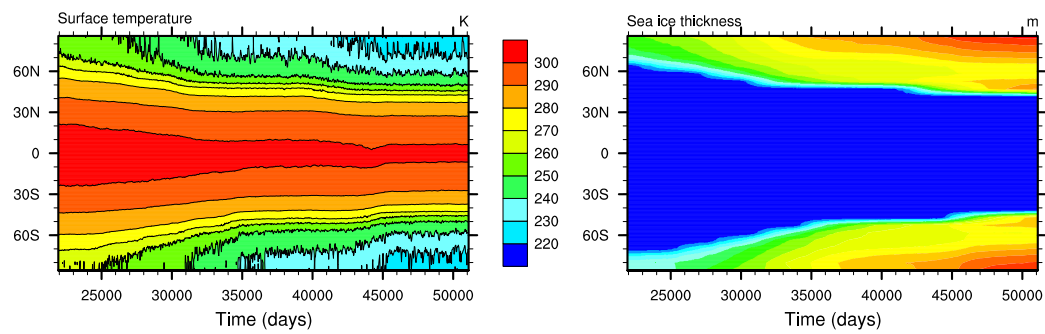 Surface temperature K
60N
30N
0
30S
60S
25000 30000 35000 40000 45000 50000
Time (days)
300
290
280
270
260
250
240
230
220
Sea ice thickness m
60N
30N
0
30S
60S
25000 30000 35000 40000 45000 50000
Time (days)